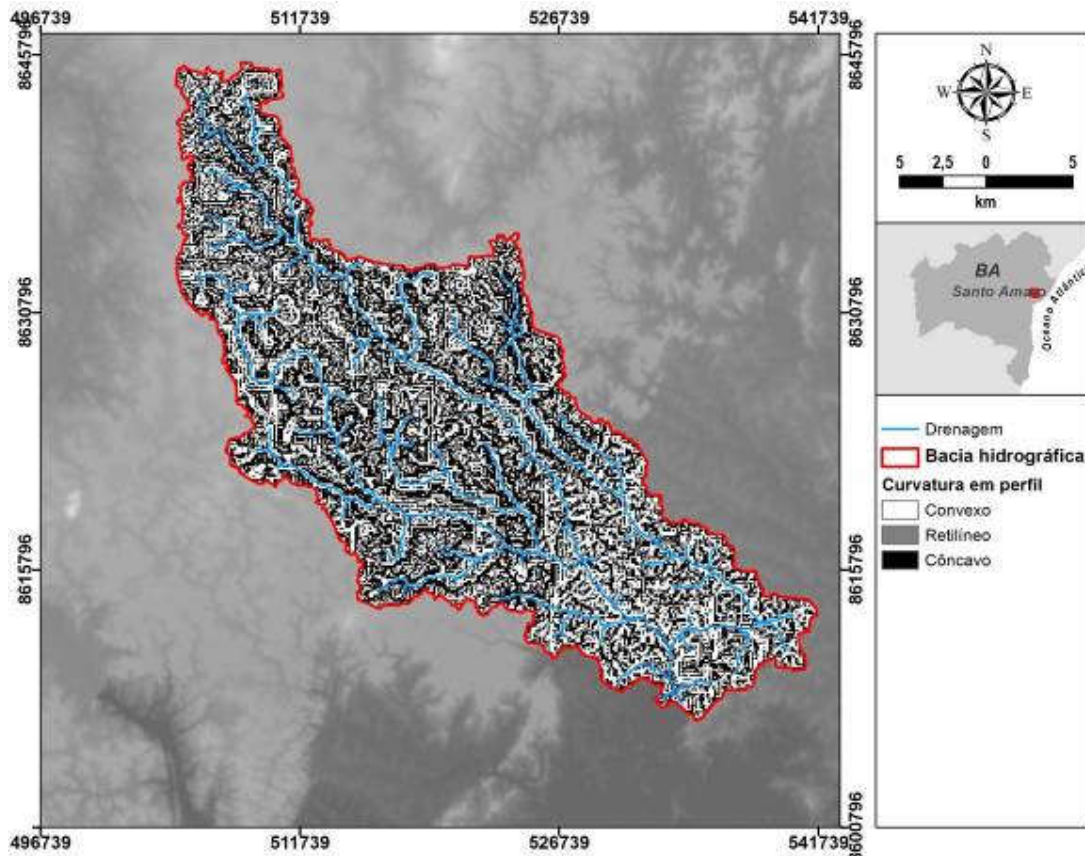 496739 511739 526739 541739
8645796
8630796
8615796
8600796
8645796
8630796
8615796
496739 511739 526739 541739
N
W E
S
5 2,5 0 5
km
BA
Santo Amaro
Oceano Atlântico
Drenagem
Bacia hidrográfica
Curvatura em perfil
Convexo
Retilíneo
Côncavo